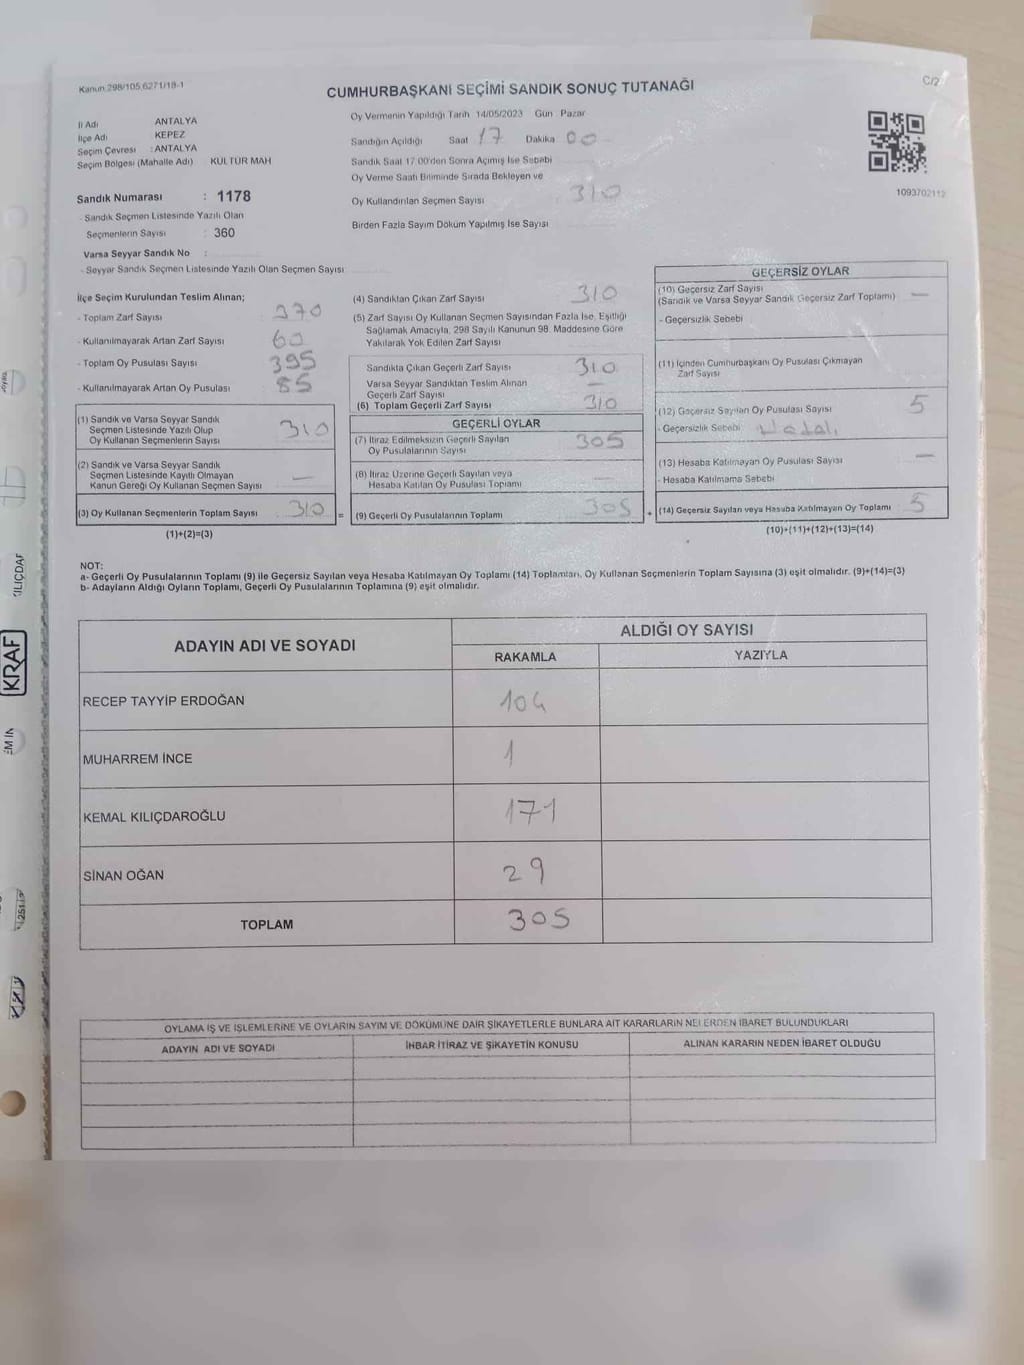 Kanun 298/105,6271/18-1
C/2
CUMHURBAŞKANI SEÇİMİ SANDIK SONUÇ TUTANAĞI
İl Adı ANTALYA
İlçe Adı KEPEZ
Seçim Çevresi : ANTALYA
Seçim Bölgesi (Mahalle Adı) : KÜLTÜR MAH
Sandık Numarası : 1178
- Sandık Seçmen Listesinde Yazılı Olan
Seçmenlerin Sayısı : 360
Varsa Seyyar Sandık No :
- Seyyar Sandık Seçmen Listesinde Yazılı Olan Seçmen Sayısı
Oy Vermenin Yapıldığı Tarih 14/05/2023 Gün Pazar
Sandığın Açıldığı Saat 17 Dakika 00
Sandık Saat 17:00'den Sonra Açılmış İse Sebebi
Oy Verme Saati Bitiminde Sırada Bekleyen ve
Oy Kullandırılan Seçmen Sayısı : 310
Birden Fazla Sayım Döküm Yapılmış İse Sayısı
1093702112
İlçe Seçim Kurulundan Teslim Alınan;
- Toplam Zarf Sayısı : 370
- Kullanılmayarak Artan Zarf Sayısı : 60
- Toplam Oy Pusulası Sayısı : 395
- Kullanılmayarak Artan Oy Pusulası : 85
(1) Sandık ve Varsa Seyyar Sandık
Seçmen Listesinde Yazılı Olup
Oy Kullanan Seçmenlerin Sayısı 310
(2) Sandık ve Varsa Seyyar Sandık
Seçmen Listesinde Kayıtlı Olmayan
Kanun Gereği Oy Kullanan Seçmen Sayısı —
(3) Oy Kullanan Seçmenlerin Toplam Sayısı 310
(1)+(2)=(3)
=
(4) Sandıktan Çıkan Zarf Sayısı 310
(5) Zarf Sayısı Oy Kullanan Seçmen Sayısından Fazla İse, Eşitliği
Sağlamak Amacıyla, 298 Sayılı Kanunun 98. Maddesine Göre
Yakılarak Yok Edilen Zarf Sayısı
Sandıkta Çıkan Geçerli Zarf Sayısı 310
Varsa Seyyar Sandıktan Teslim Alınan
Geçerli Zarf Sayısı —
(6) Toplam Geçerli Zarf Sayısı 310
GEÇERLİ OYLAR
(7) İtiraz Edilmeksizin Geçerli Sayılan
Oy Pusulalarının Sayısı 305
(8) İtiraz Üzerine Geçerli Sayılan veya
Hesaba Katılan Oy Pusulası Toplamı —
(9) Geçerli Oy Pusulalarının Toplamı 305
+
GEÇERSİZ OYLAR
(10) Geçersiz Zarf Sayısı
(Sandık ve Varsa Seyyar Sandık Geçersiz Zarf Toplamı) —
- Geçersizlik Sebebi
(11) İçinden Cumhurbaşkanı Oy Pusulası Çıkmayan
Zarf Sayısı
(12) Geçersiz Sayılan Oy Pusulası Sayısı 5
- Geçersizlik Sebebi
(13) Hesaba Katılmayan Oy Pusulası Sayısı —
- Hesaba Katılmama Sebebi
(14) Geçersiz Sayılan veya Hesaba Katılmayan Oy Toplamı 5
(10)+(11)+(12)+(13)=(14)
NOT:
a- Geçerli Oy Pusulalarının Toplamı (9) ile Geçersiz Sayılan veya Hesaba Katılmayan Oy Toplamı (14) Toplamları, Oy Kullanan Seçmenlerin Toplam Sayısına (3) eşit olmalıdır. (9)+(14)=(3)
b- Adayların Aldığı Oyların Toplamı, Geçerli Oy Pusulalarının Toplamına (9) eşit olmalıdır.
ADAYIN ADI VE SOYADI
ALDIĞI OY SAYISI
RAKAMLA YAZIYLA
RECEP TAYYİP ERDOĞAN 104
MUHARREM İNCE 1
KEMAL KILIÇDAROĞLU 171
SİNAN OĞAN 29
TOPLAM 305
OYLAMA İŞ VE İŞLEMLERİNE VE OYLARIN SAYIM VE DÖKÜMÜNE DAİR ŞİKAYETLERLE BUNLARA AİT KARARLARIN NELERDEN İBARET BULUNDUKLARI
ADAYIN ADI VE SOYADI İHBAR İTİRAZ VE ŞİKAYETİN KONUSU ALINAN KARARIN NEDEN İBARET OLDUĞU
KRAF